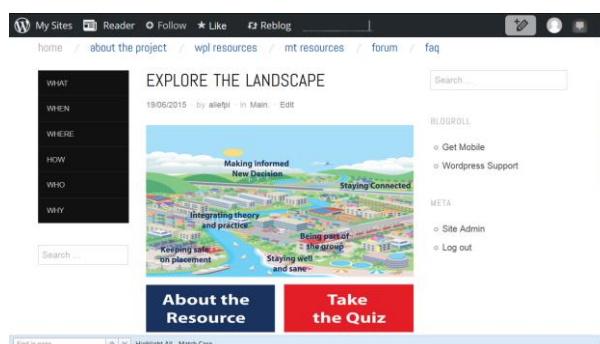 My Sites Reader Follow Like Reblog
home / about the project / wpl resources / mt resources / forum / faq
WHAT
WHEN
WHERE
HOW
WHO
WHY
Search ...
EXPLORE THE LANDSCAPE
19/06/2015 · by aliefpl · in Main. · Edit
Making informed
New Decision
Staying Connected
Integrating theory
and practice
Being part of
the group
Keeping safe
on placement
Staying well
and sane
About the
Resource
Take
the Quiz
Search ...
BLOGROLL
Get Mobile
Wordpress Support
META
Site Admin
Log out
Find in page
Highlight All Match Case